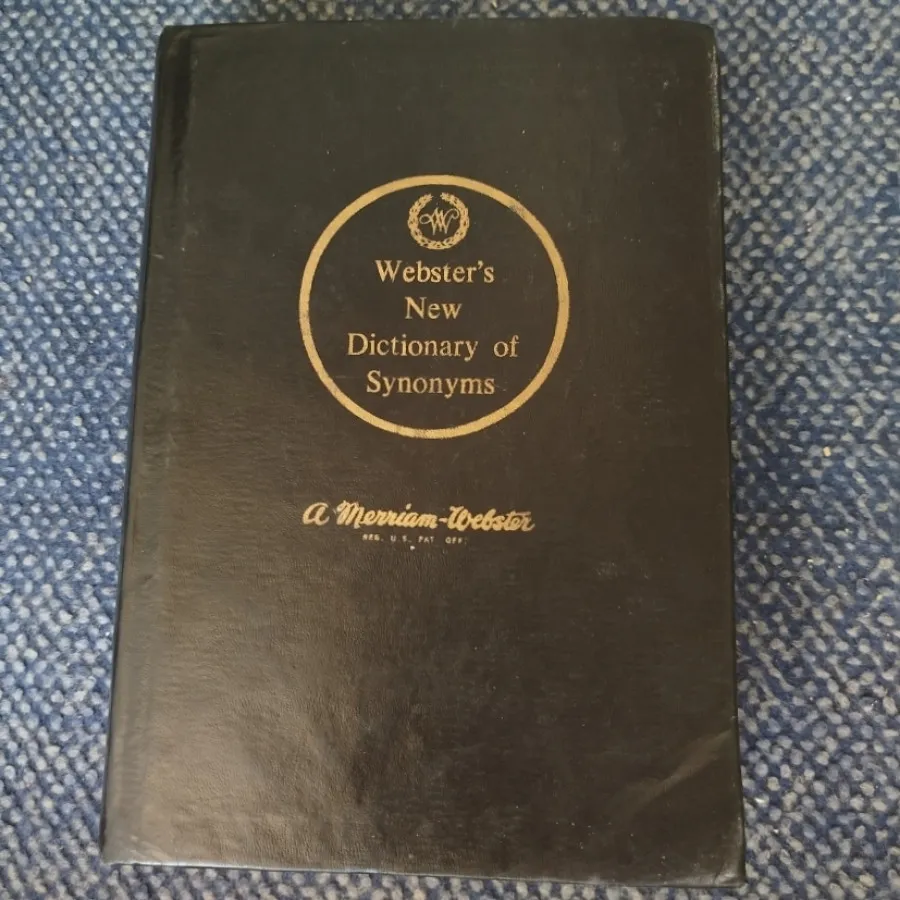 W
Webster's
New
Dictionary of
Synonyms
a Merriam-Webster
REG. U.S. PAT. OFF.